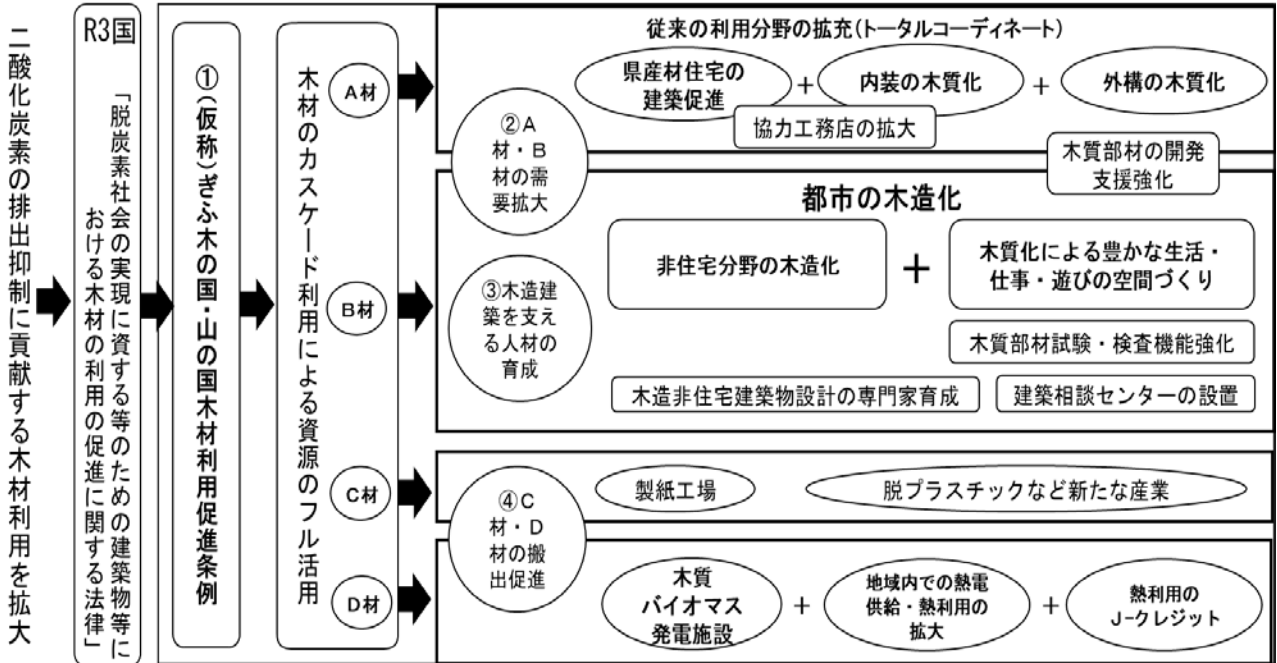 二酸化炭素の排出抑制に貢献する木材利用を拡大
R3国
「脱炭素社会の実現に資する等のための建築物等に
おける木材の利用の促進に関する法律」
①(仮称)ぎふ木の国・山の国木材利用促進条例
木材のカスケード利用による資源のフル活用
A材
B材
C材
D材
②A
材・B
材の需
要拡大
③木造建
築を支え
る人材の
育成
④C
材・D
材の搬
出促進
従来の利用分野の拡充(トータルコーディネート)
県産材住宅の
建築促進
+
内装の木質化
+
外構の木質化
協力工務店の拡大
木質部材の開発
支援強化
都市の木造化
非住宅分野の木造化
+
木質化による豊かな生活・
仕事・遊びの空間づくり
木質部材試験・検査機能強化
木造非住宅建築物設計の専門家育成
建築相談センターの設置
製紙工場
脱プラスチックなど新たな産業
木質
バイオマス
発電施設
+
地域内での熱電
供給・熱利用の
拡大
+
熱利用の
J-クレジット